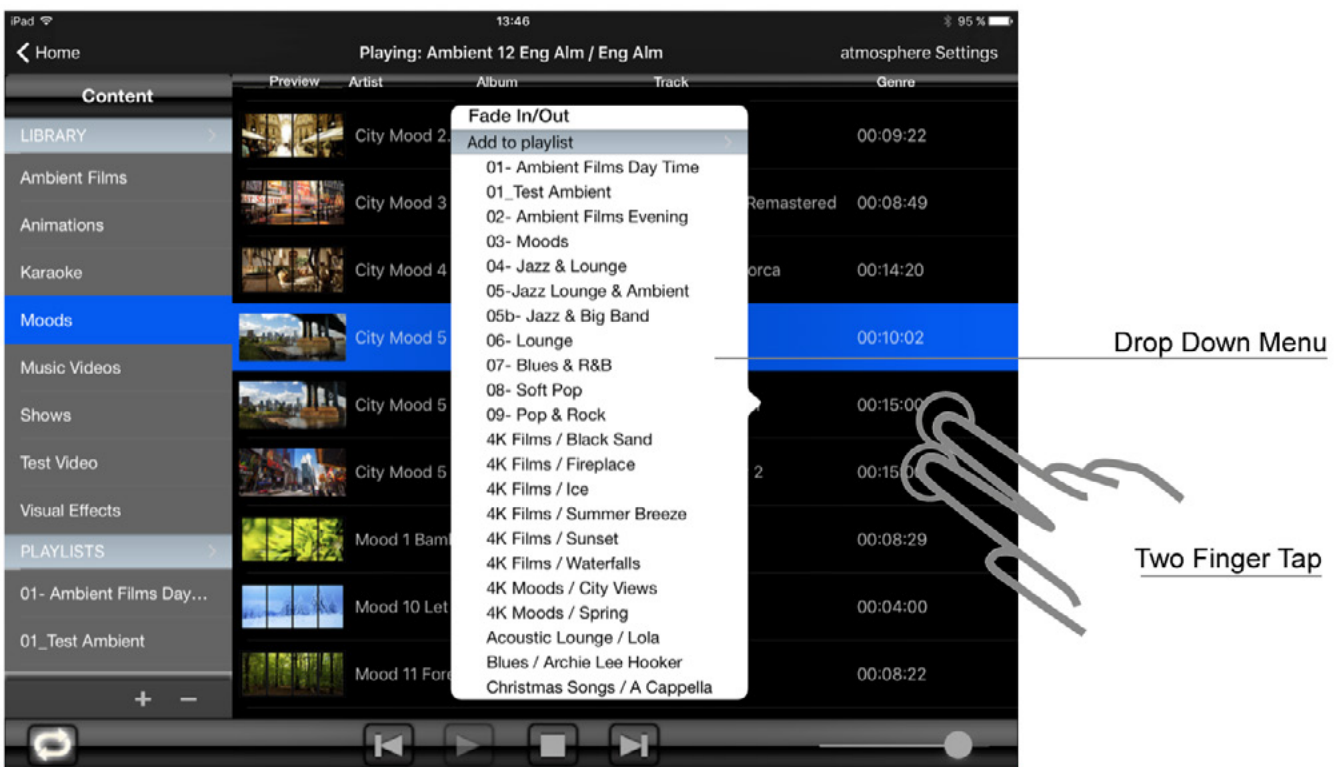 iPad 13:46 95 %
Home Playing: Ambient 12 Eng Alm / Eng Alm atmosphere Settings
Content
Preview Artist Album Track Genre
LIBRARY
Ambient Films
Animations
Karaoke
Moods
Music Videos
Shows
Test Video
Visual Effects
PLAYLISTS
01- Ambient Films Day...
01_Test Ambient
+ −
City Mood 2. 00:09:22
City Mood 3 Remastered 00:08:49
City Mood 4 orca 00:14:20
City Mood 5 00:10:02
City Mood 5 00:15:00
City Mood 5 2 00:15:0
Mood 1 Bam 00:08:29
Mood 10 Let 00:04:00
Mood 11 Fore 00:08:22
Fade In/Out
Add to playlist
01- Ambient Films Day Time
01_Test Ambient
02- Ambient Films Evening
03- Moods
04- Jazz & Lounge
05-Jazz Lounge & Ambient
05b- Jazz & Big Band
06- Lounge
07- Blues & R&B
08- Soft Pop
09- Pop & Rock
4K Films / Black Sand
4K Films / Fireplace
4K Films / Ice
4K Films / Summer Breeze
4K Films / Sunset
4K Films / Waterfalls
4K Moods / City Views
4K Moods / Spring
Acoustic Lounge / Lola
Blues / Archie Lee Hooker
Christmas Songs / A Cappella
Drop Down Menu
Two Finger Tap